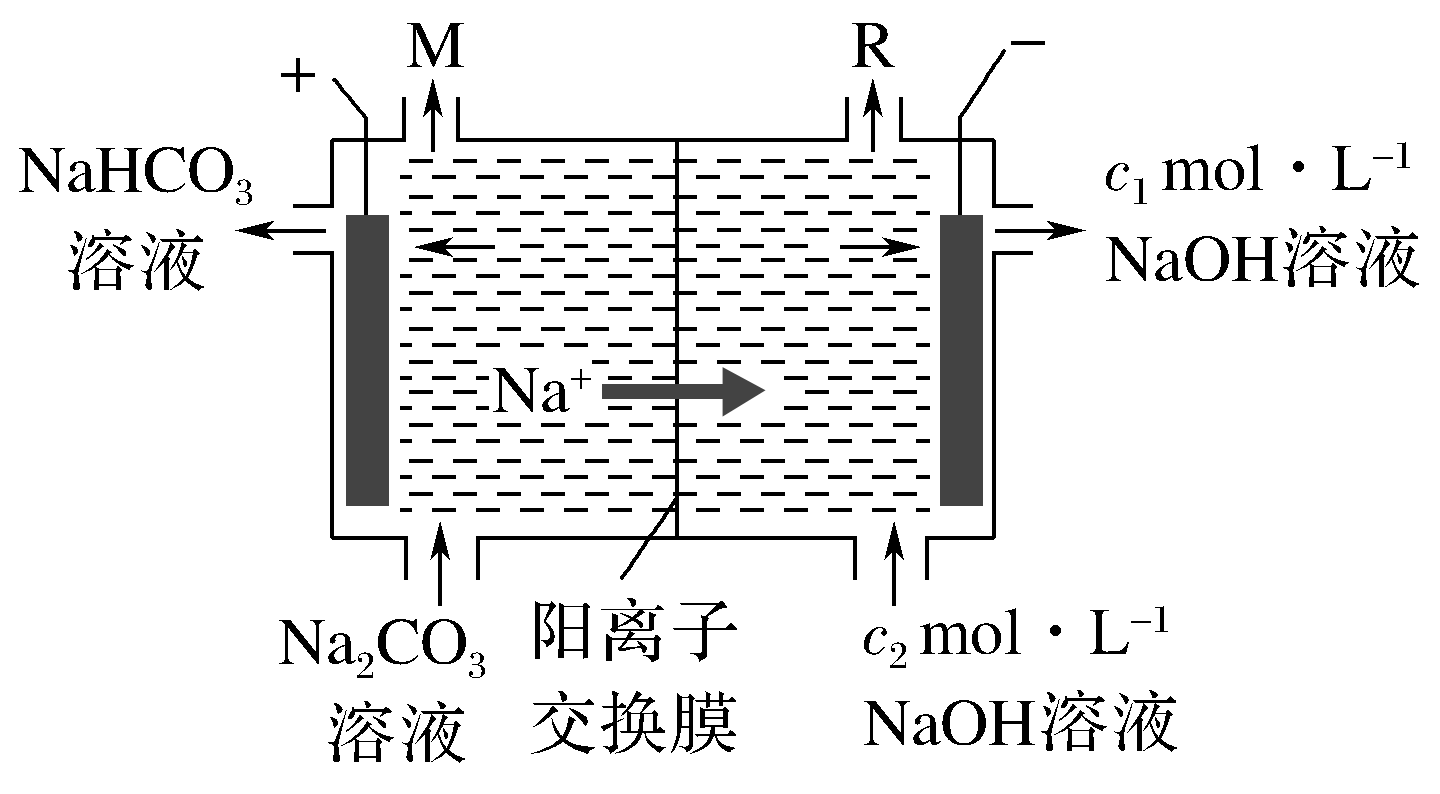 M
R
+
−
NaHCO₃
溶液
c₁ mol · L⁻¹
NaOH溶液
Na⁺
Na₂CO₃
溶液
阳离子
交换膜
c₂ mol · L⁻¹
NaOH溶液